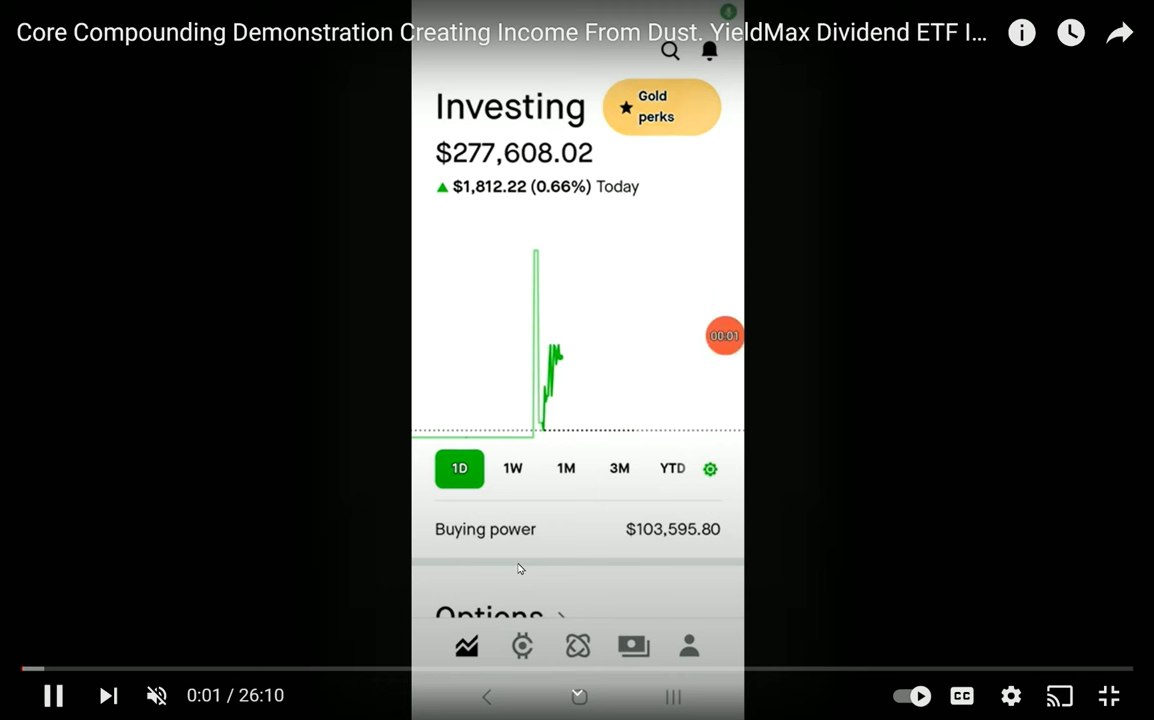 Core Compounding Demonstration Creating Income From Dust. YieldMax Dividend ETF I...
Investing
Gold
perks
$277,608.02
$1,812.22 (0.66%) Today
00:01
1D 1W 1M 3M YTD
Buying power $103,595.80
Options
0:01 / 26:10
CC